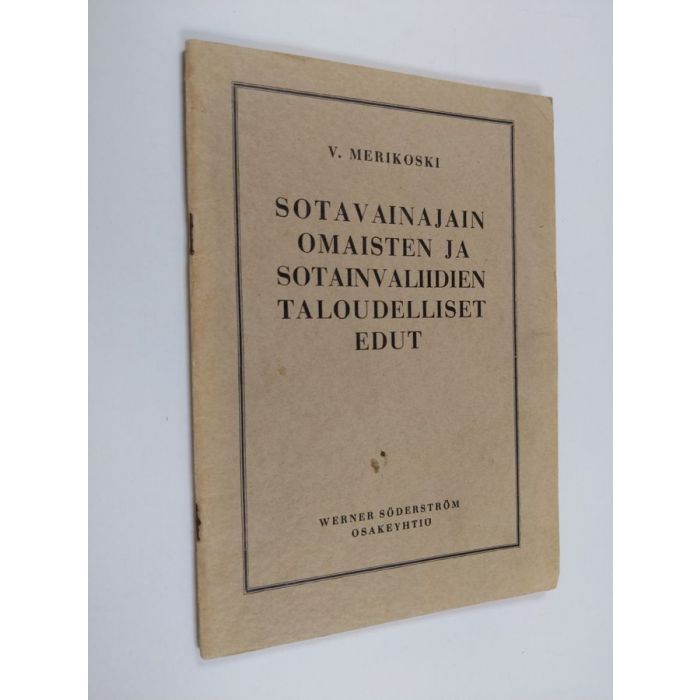 V. MERIKOSKI
SOTAVAINAJAIN
OMAISTEN JA
SOTAINVALIIDIEN
TALOUDELLISET
EDUT
WERNER SÖDERSTRÖM
OSAKEYHTIÖ